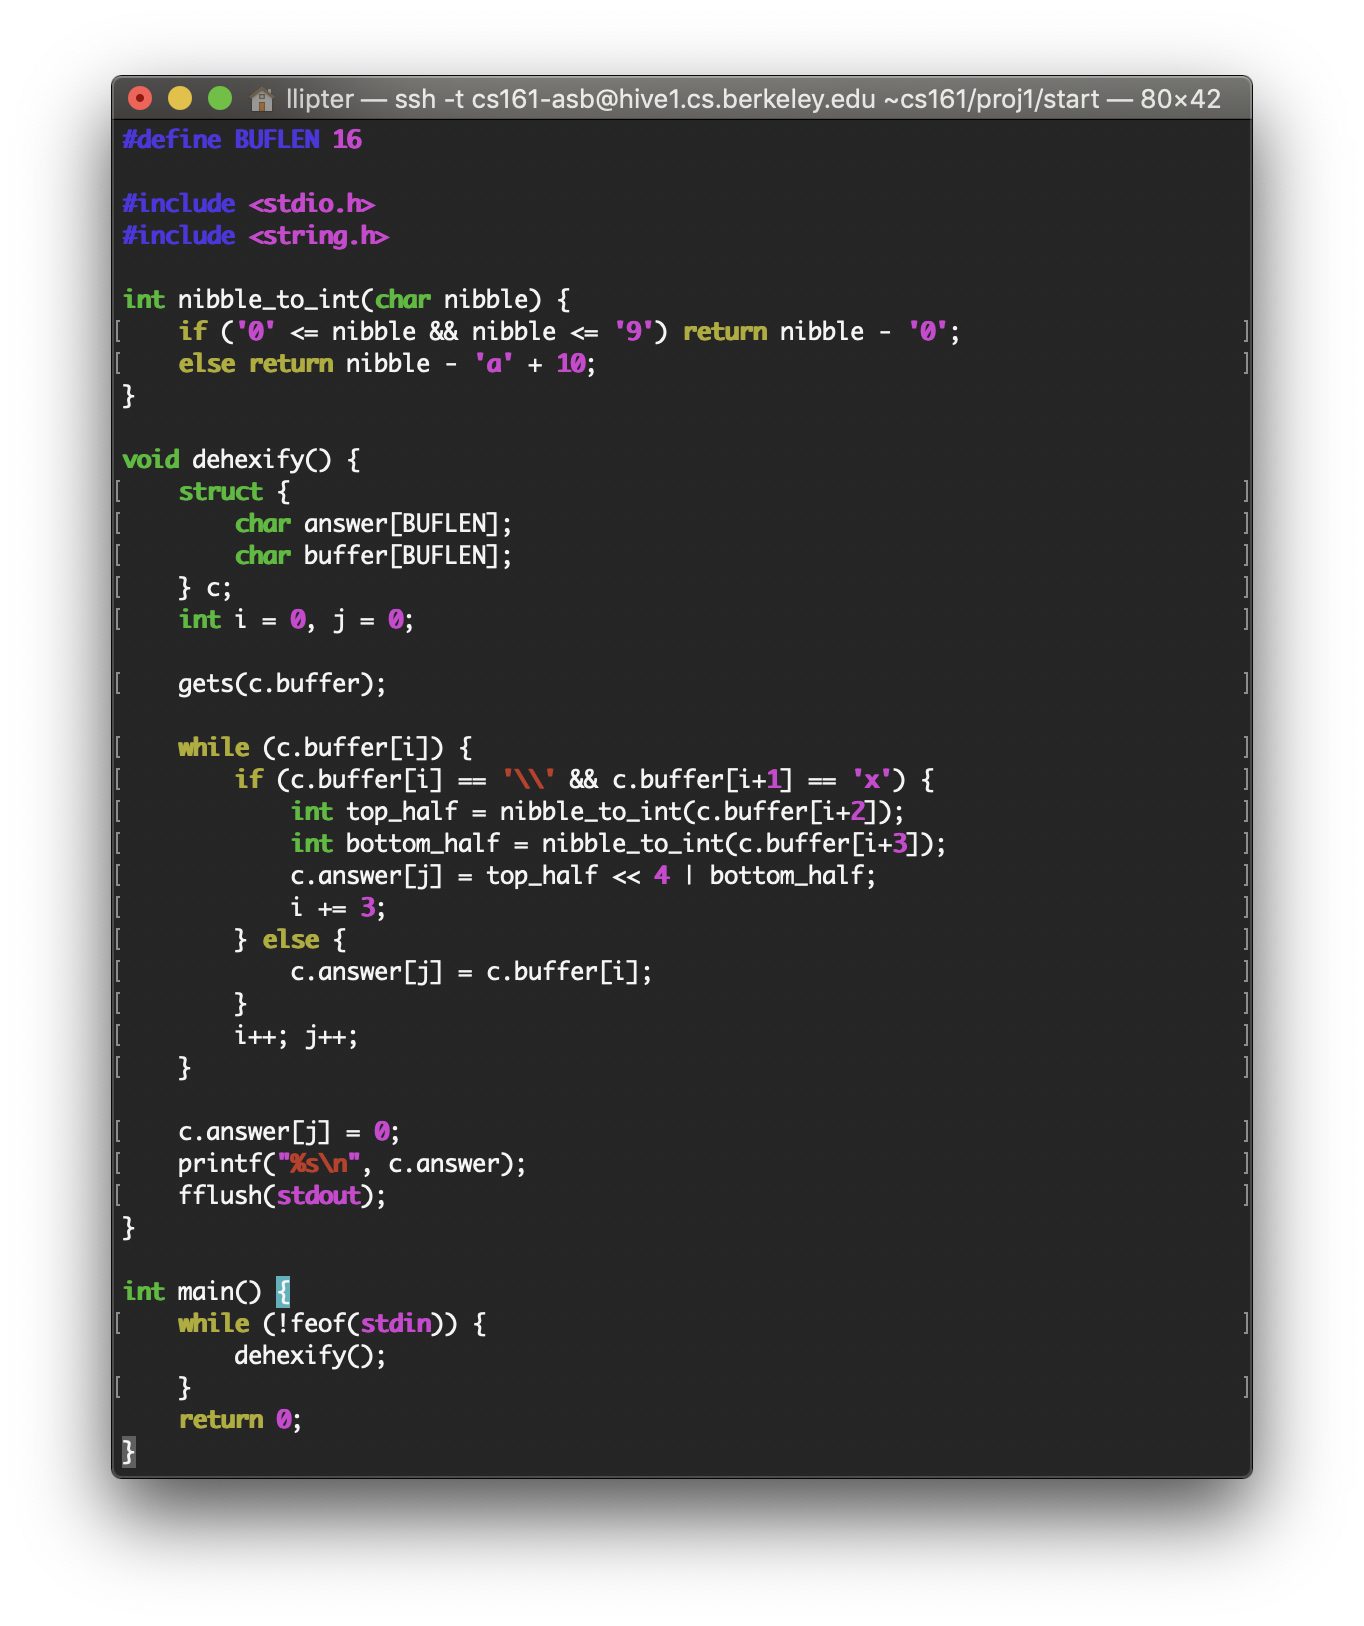 llipter — ssh -t cs161-asb@hive1.cs.berkeley.edu ~cs161/proj1/start — 80×42
#define BUFLEN 16
#include <stdio.h>
#include <string.h>
int nibble_to_int(char nibble) {
    if ('0' <= nibble && nibble <= '9') return nibble - '0';
    else return nibble - 'a' + 10;
}
void dehexify() {
    struct {
        char answer[BUFLEN];
        char buffer[BUFLEN];
    } c;
    int i = 0, j = 0;
    gets(c.buffer);
    while (c.buffer[i]) {
        if (c.buffer[i] == '\\' && c.buffer[i+1] == 'x') {
            int top_half = nibble_to_int(c.buffer[i+2]);
            int bottom_half = nibble_to_int(c.buffer[i+3]);
            c.answer[j] = top_half << 4 | bottom_half;
            i += 3;
        } else {
            c.answer[j] = c.buffer[i];
        }
        i++; j++;
    }
    c.answer[j] = 0;
    printf("%s\n", c.answer);
    fflush(stdout);
}
int main() {
    while (!feof(stdin)) {
        dehexify();
    }
    return 0;
}